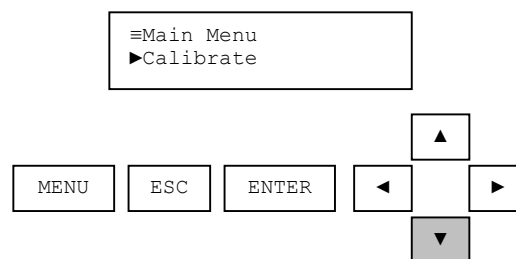 ≡Main Menu
►Calibrate
▲
MENU ESC ENTER ◄ ►
▼